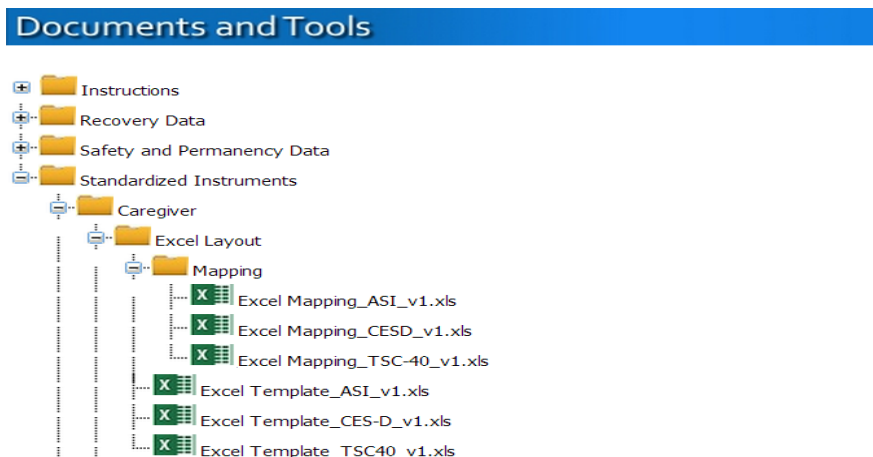 Documents and Tools
Instructions
Recovery Data
Safety and Permanency Data
Standardized Instruments
Caregiver
Excel Layout
Mapping
Excel Mapping_ASI_v1.xls
Excel Mapping_CESD_v1.xls
Excel Mapping_TSC-40_v1.xls
Excel Template_ASI_v1.xls
Excel Template_CES-D_v1.xls
Excel Template_TSC40_v1.xls